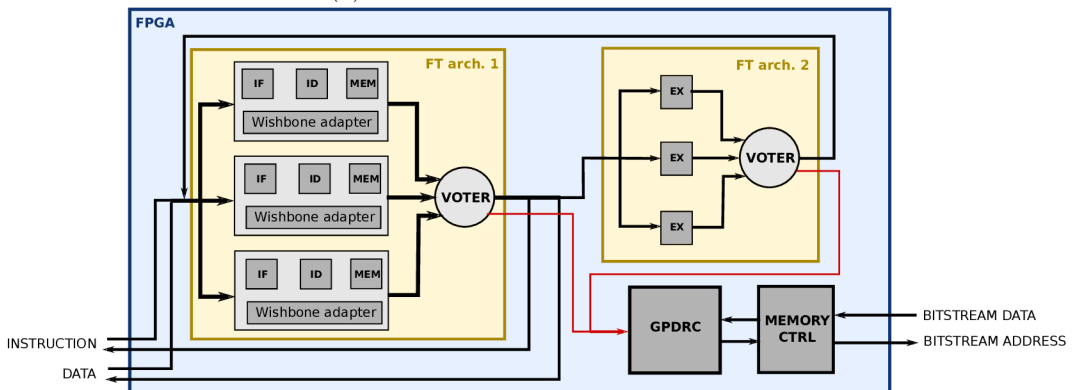 FPGA
FT arch. 1
IF ID MEM
Wishbone adapter
IF ID MEM
Wishbone adapter
IF ID MEM
Wishbone adapter
VOTER
FT arch. 2
EX
EX
EX
VOTER
GPDRC
MEMORY
CTRL
INSTRUCTION
DATA
BITSTREAM DATA
BITSTREAM ADDRESS